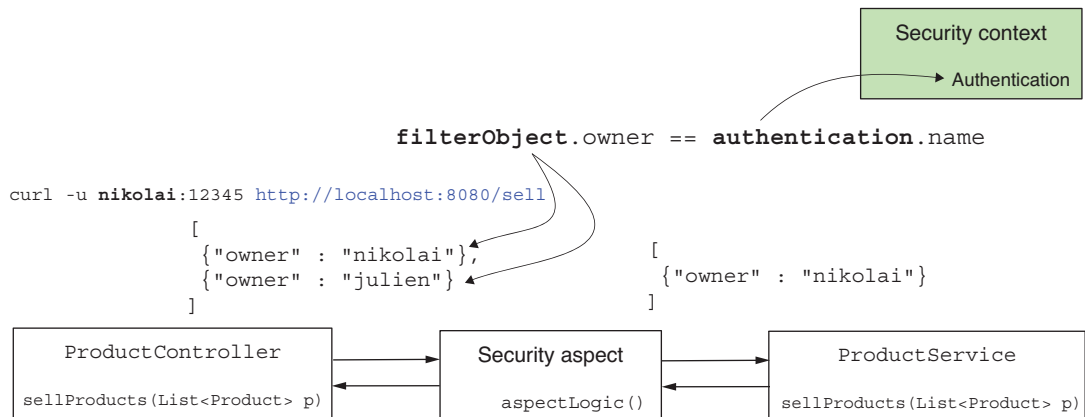 Security context
Authentication
filterObject.owner == authentication.name
curl -u nikolai:12345 http://localhost:8080/sell
[
{"owner" : "nikolai"},
{"owner" : "julien"}
]
[
{"owner" : "nikolai"}
]
ProductController
sellProducts(List<Product> p)
Security aspect
aspectLogic()
ProductService
sellProducts(List<Product> p)